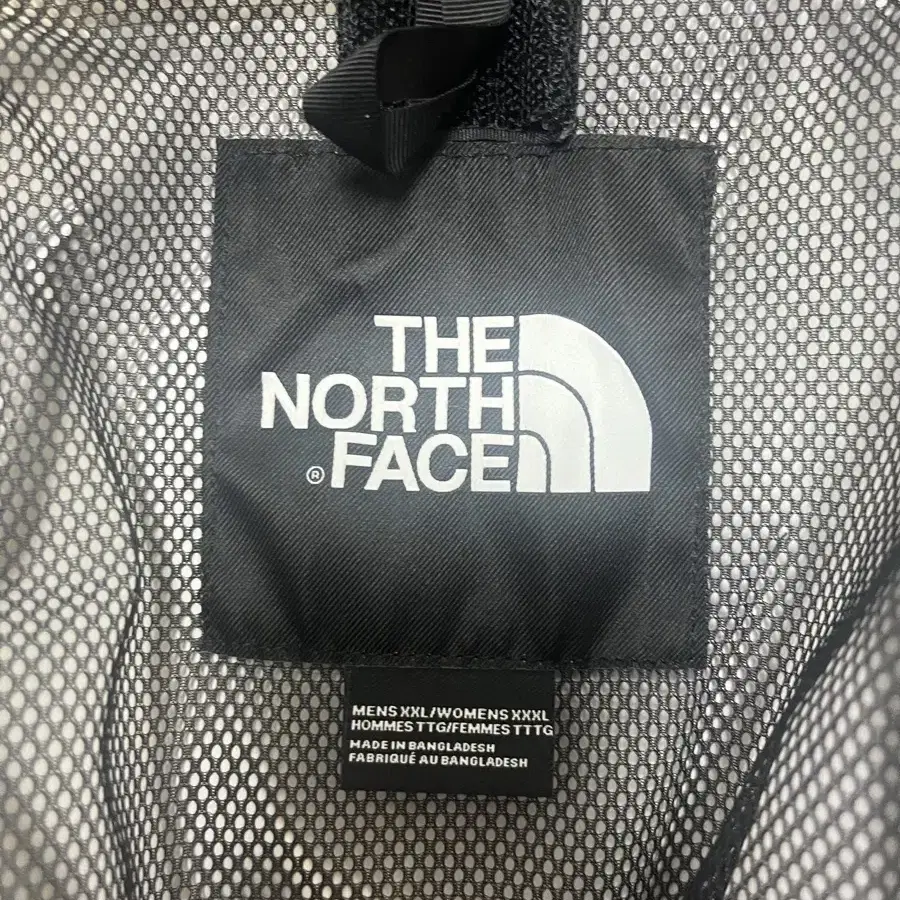 THE
NORTH
®FACE
MENS XXL/WOMENS XXXL
HOMMES TTG/FEMMES TTTG
MADE IN BANGLADESH
FABRIQUÉ AU BANGLADESH